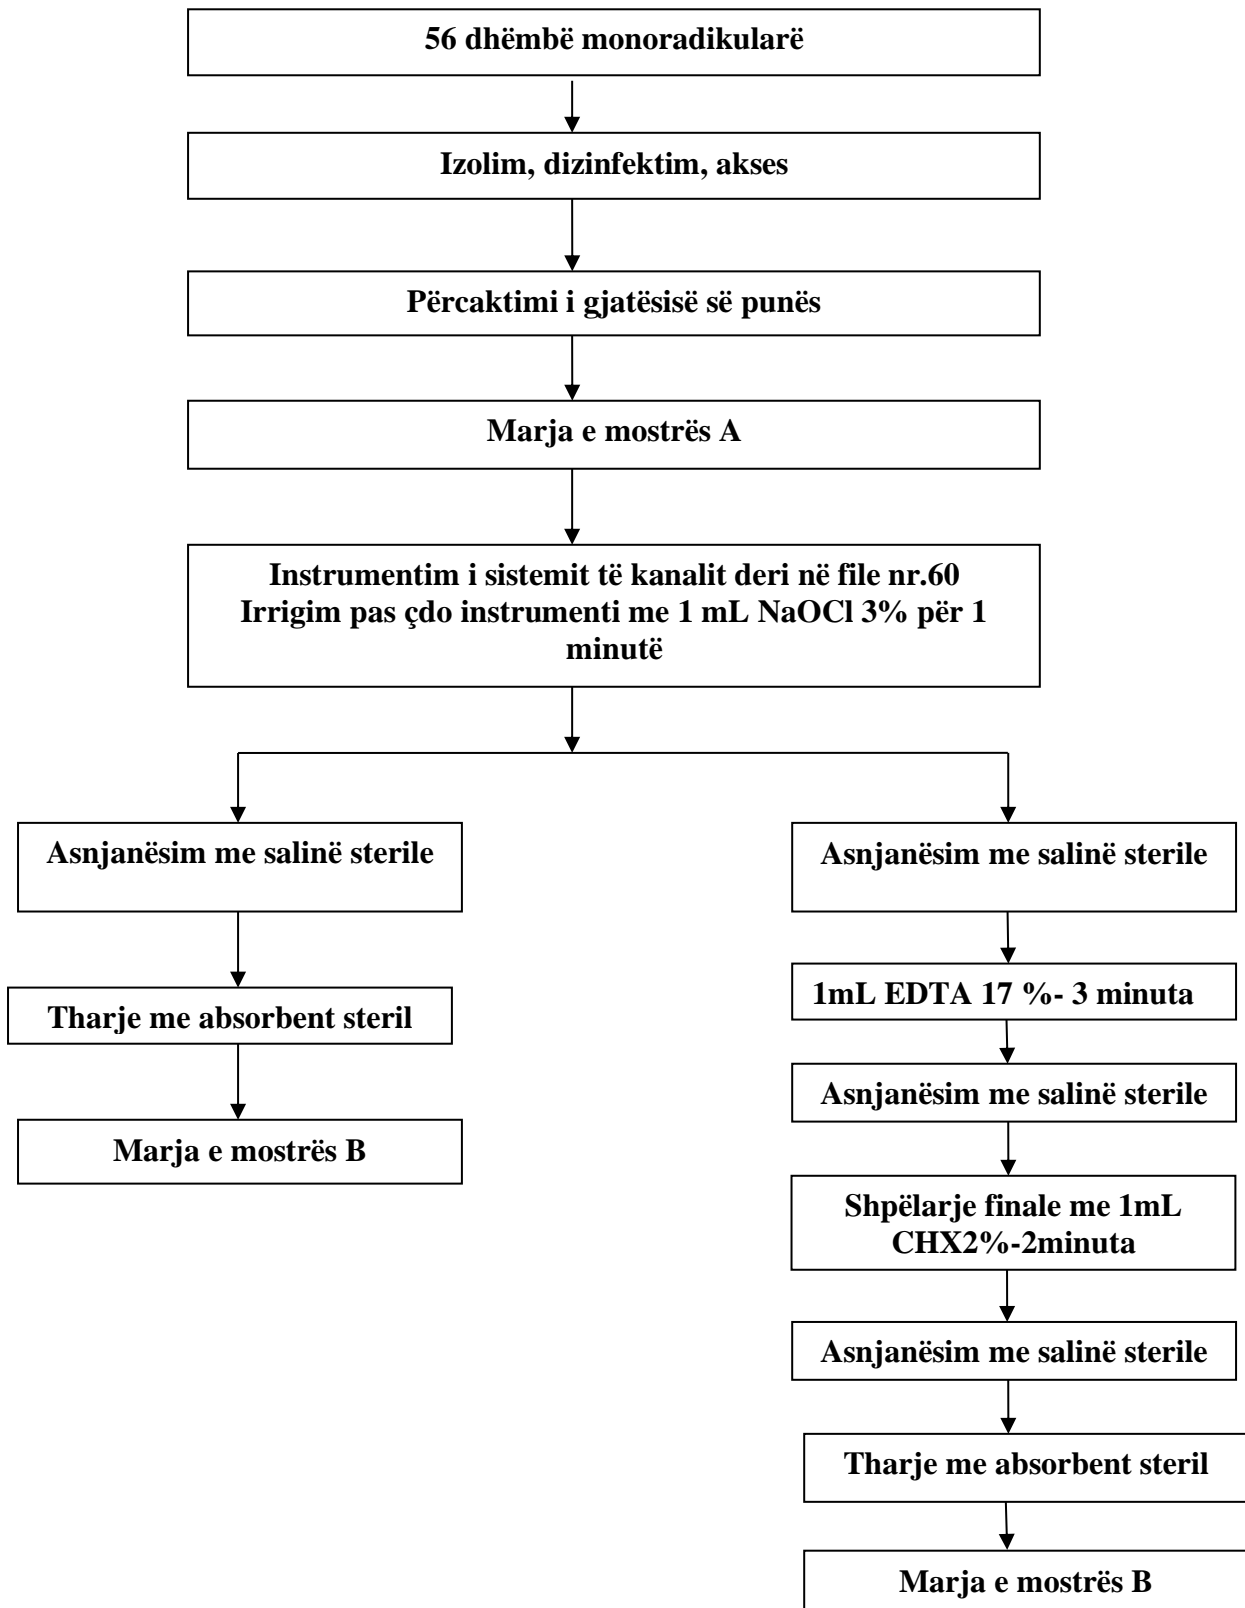 56 dhëmbë monoradikularë
Izolim, dizinfektim, akses
Përcaktimi i gjatësisë së punës
Marja e mostrës A
Instrumentim i sistemit të kanalit deri në file nr.60
Irrigim pas çdo instrumenti me 1 mL NaOCl 3% për 1
minutë
Asnjanësim me salinë sterile
Tharje me absorbent steril
Marja e mostrës B
Asnjanësim me salinë sterile
1mL EDTA 17 %- 3 minuta
Asnjanësim me salinë sterile
Shpëlarje finale me 1mL
CHX2%-2minuta
Asnjanësim me salinë sterile
Tharje me absorbent steril
Marja e mostrës B